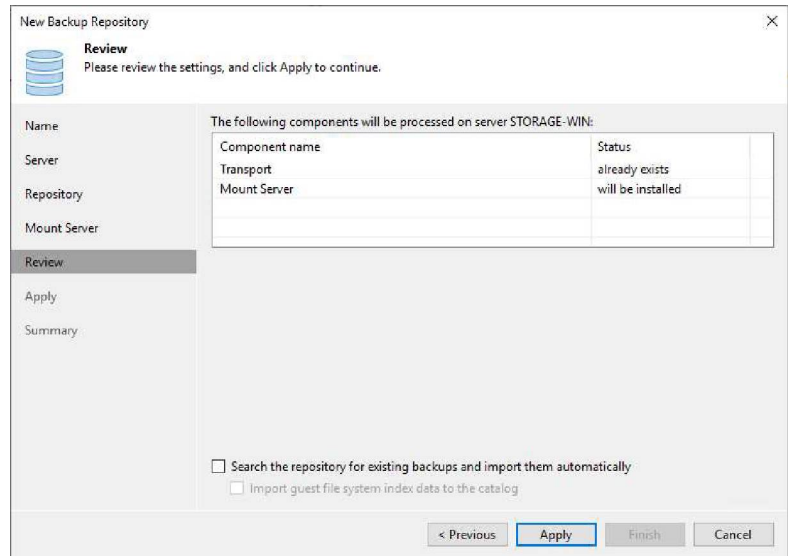 New Backup Repository
Review
Please review the settings, and click Apply to continue.
Name
Server
Repository
Mount Server
Review
Apply
Summary
The following components will be processed on server STORAGE-WIN:
Component name Status
Transport already exists
Mount Server will be installed
Search the repository for existing backups and import them automatically
Import guest file system index data to the catalog
< Previous Apply Finish Cancel